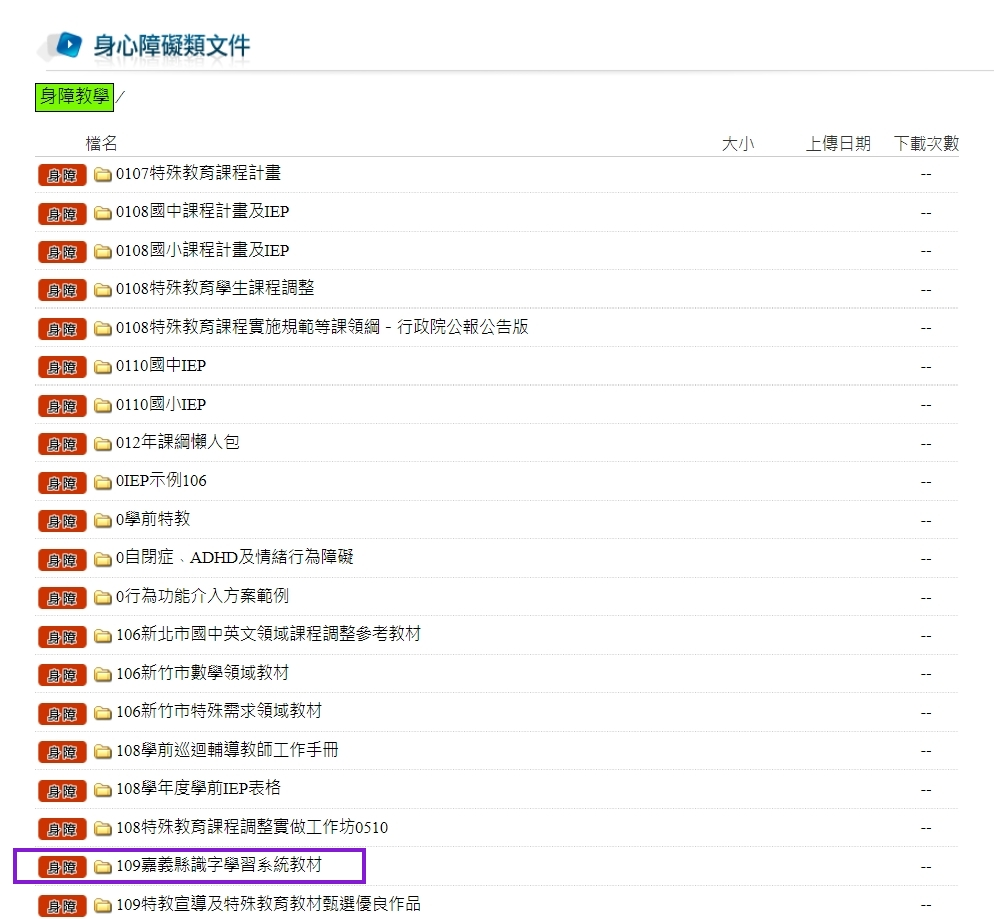 身心障礙類文件
身障教學 /
檔名 大小 上傳日期 下載次數
身障 0107特殊教育課程計畫 --
身障 0108國中課程計畫及IEP --
身障 0108國小課程計畫及IEP --
身障 0108特殊教育學生課程調整 --
身障 0108特殊教育課程實施規範等課領綱－行政院公報公告版 --
身障 0110國中IEP --
身障 0110國小IEP --
身障 012年課綱懶人包 --
身障 0IEP示例106 --
身障 0學前特教 --
身障 0自閉症﹑ADHD及情緒行為障礙 --
身障 0行為功能介入方案範例 --
身障 106新北市國中英文領域課程調整參考教材 --
身障 106新竹市數學領域教材 --
身障 106新竹市特殊需求領域教材 --
身障 108學前巡迴輔導教師工作手冊 --
身障 108學年度學前IEP表格 --
身障 108特殊教育課程調整實做工作坊0510 --
身障 109嘉義縣識字學習系統教材 --
身障 109特教宣導及特殊教育教材甄選優良作品 --